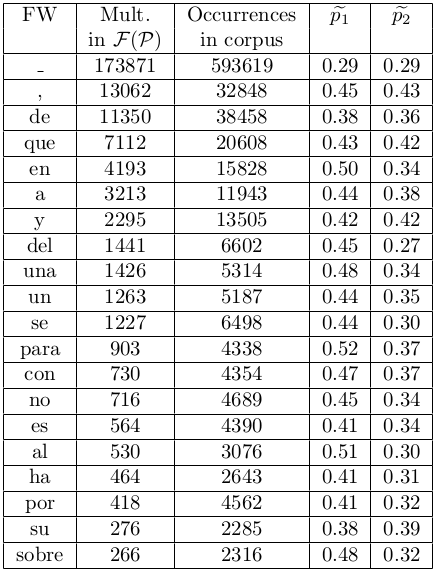 FW Mult. Occurrences p̃₁ p̃₂
in 𝓕(𝓟) in corpus
_ 173871 593619 0.29 0.29
, 13062 32848 0.45 0.43
de 11350 38458 0.38 0.36
que 7112 20608 0.43 0.42
en 4193 15828 0.50 0.34
a 3213 11943 0.44 0.38
y 2295 13505 0.42 0.42
del 1441 6602 0.45 0.27
una 1426 5314 0.48 0.34
un 1263 5187 0.44 0.35
se 1227 6498 0.44 0.30
para 903 4338 0.52 0.37
con 730 4354 0.47 0.37
no 716 4689 0.45 0.34
es 564 4390 0.41 0.34
al 530 3076 0.51 0.30
ha 464 2643 0.41 0.31
por 418 4562 0.41 0.32
su 276 2285 0.38 0.39
sobre 266 2316 0.48 0.32